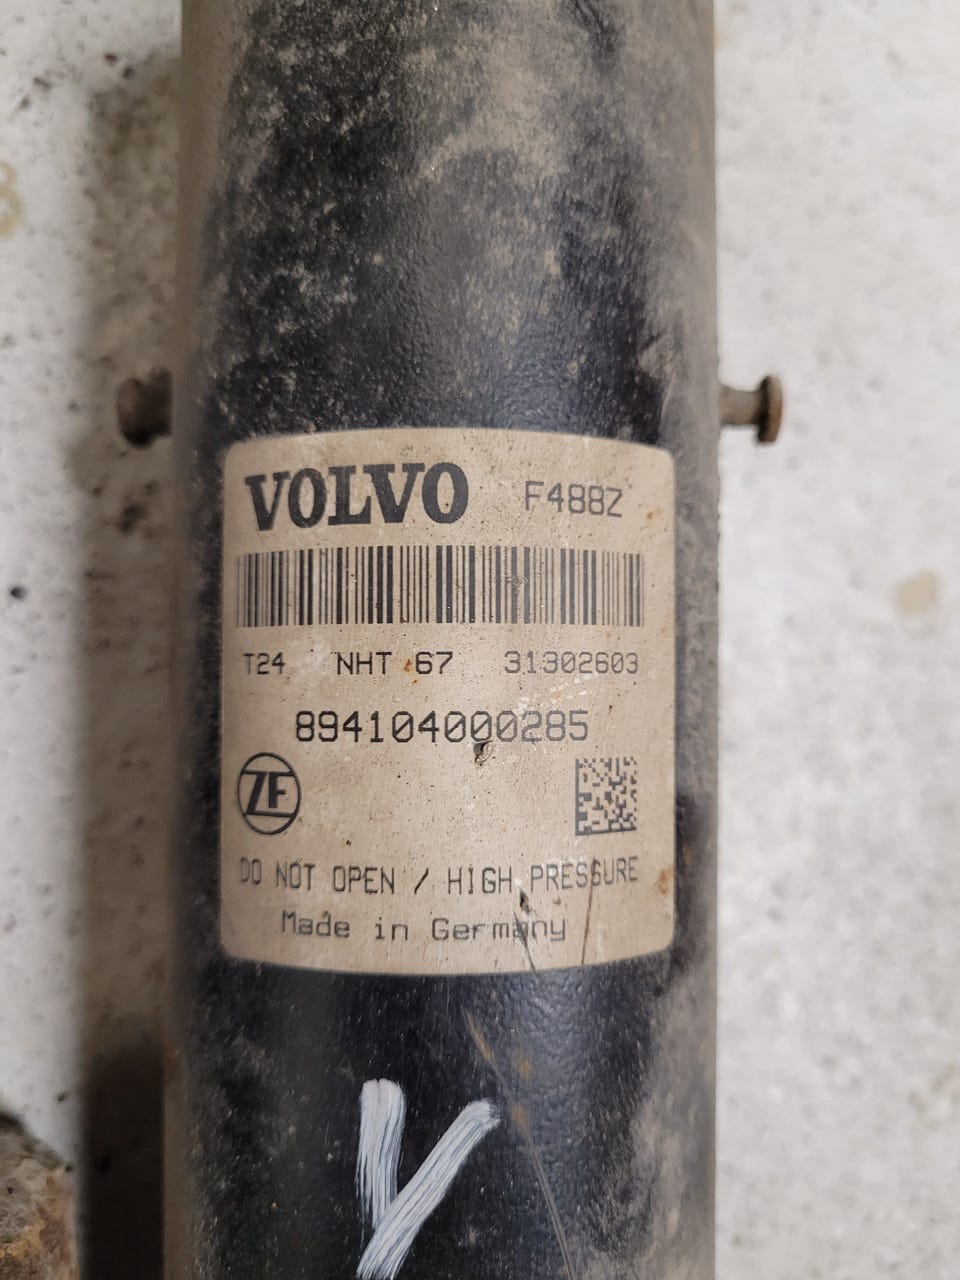 VOLVO F488Z
T24 NHT 67 31302603
894104000285
ZF
DO NOT OPEN / HIGH PRESSURE
Made in Germany
V